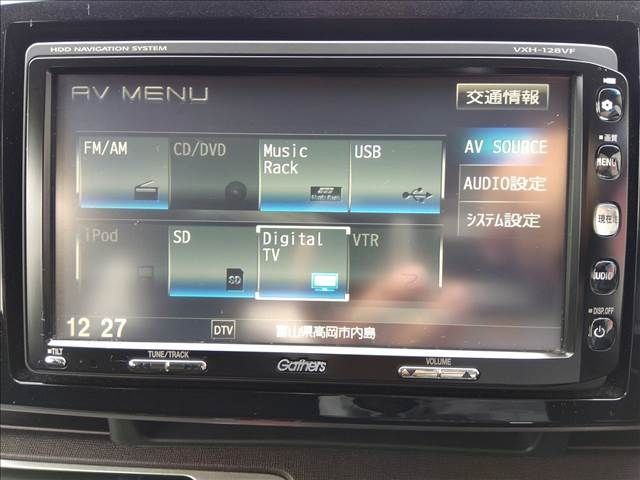 HDD NAVIGATION SYSTEM
VXH-128VF
AV MENU
交通情報
FM/AM
CD/DVD
Music Rack
USB
AV SOURCE
AUDIO設定
システム設定
iPod
SD
Digital TV
VTR
SD
12 27
DTV
富山県高岡市内島
画質
MENU
現在地
AUDIO
DISP.OFF
TILT
TUNE/TRACK
Gathers
VOLUME